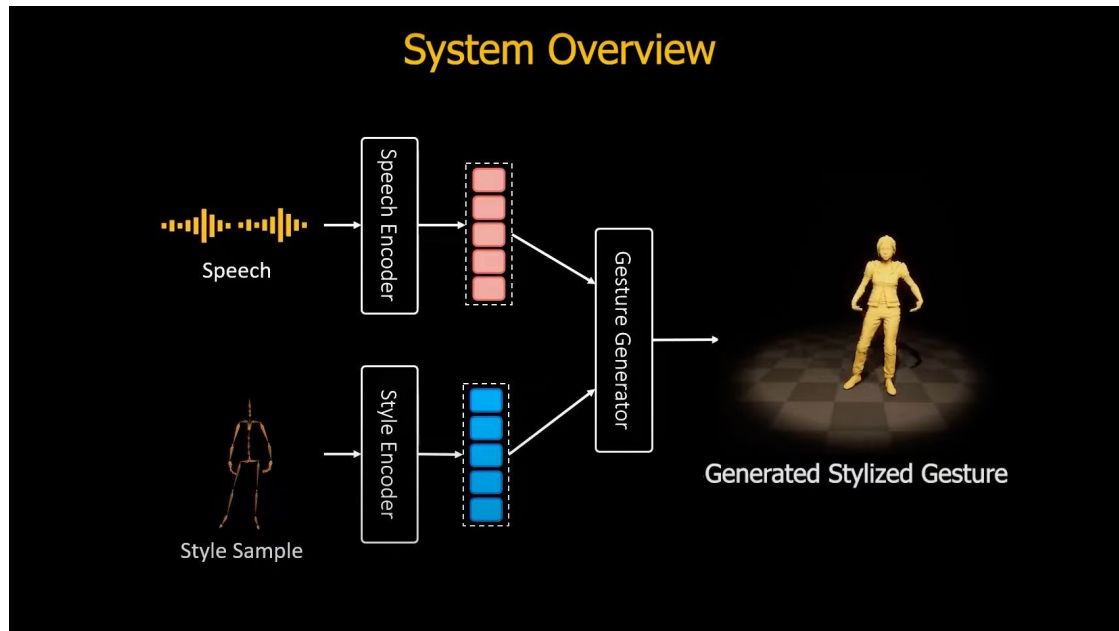 System Overview
Speech
Speech Encoder
Style Sample
Style Encoder
Gesture Generator
Generated Stylized Gesture